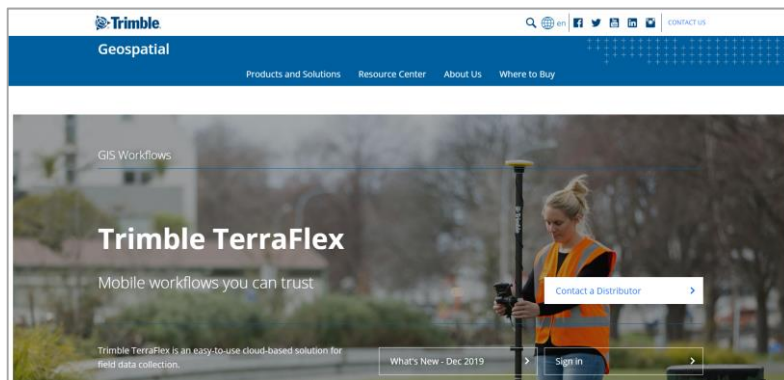 Trimble.
en
CONTACT US
Geospatial
Products and Solutions Resource Center About Us Where to Buy
GIS Workflows
Trimble TerraFlex
Mobile workflows you can trust
Contact a Distributor
Trimble TerraFlex is an easy-to-use cloud-based solution for
field data collection.
What's New - Dec 2019
Sign in